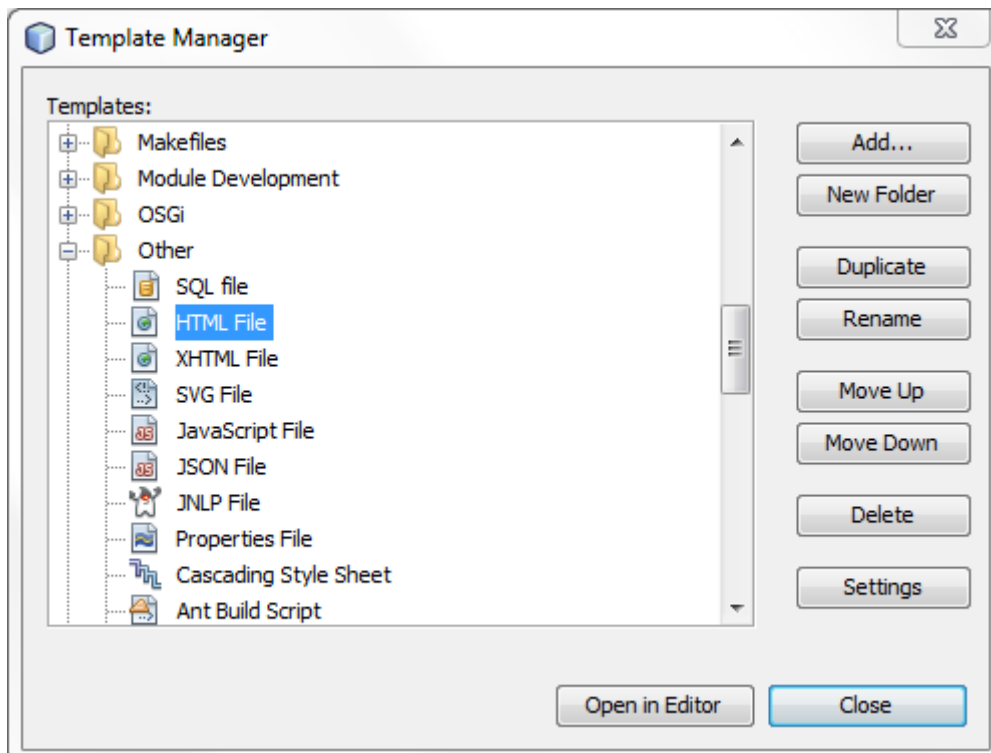 Template Manager
Templates:
Makefiles
Module Development
OSGi
Other
SQL file
HTML File
XHTML File
SVG File
JavaScript File
JSON File
JNLP File
Properties File
Cascading Style Sheet
Ant Build Script
Add...
New Folder
Duplicate
Rename
Move Up
Move Down
Delete
Settings
Open in Editor
Close